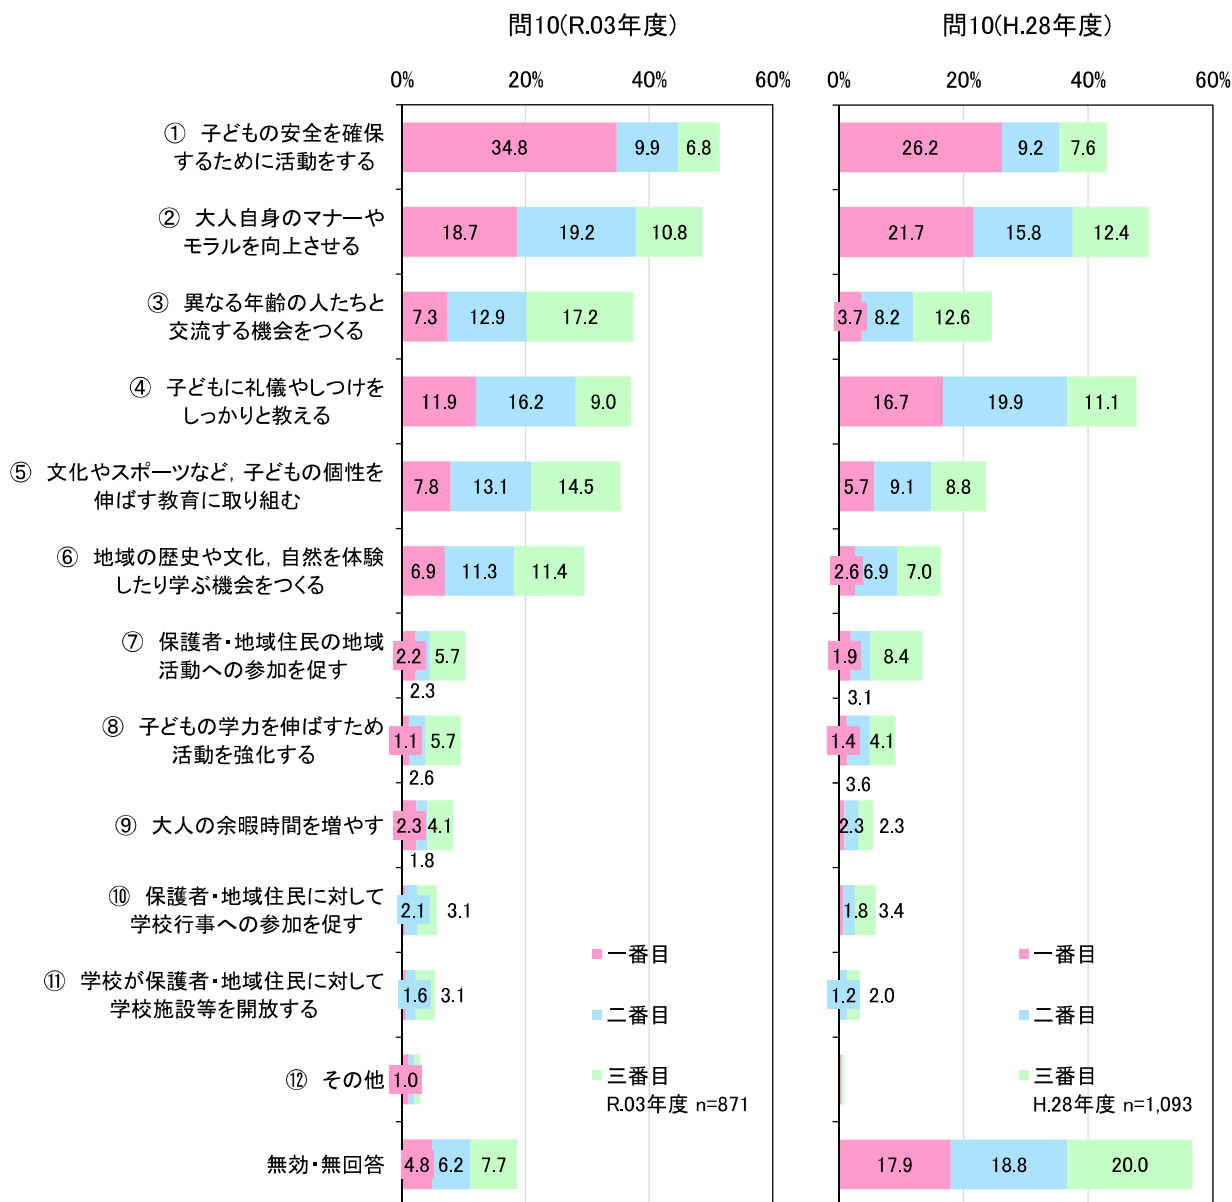 問10(R.03年度)
問10(H.28年度)
0% 20% 40% 60%
0% 20% 40% 60%
① 子どもの安全を確保
するために活動をする
34.8 9.9 6.8
26.2 9.2 7.6
② 大人自身のマナーや
モラルを向上させる
18.7 19.2 10.8
21.7 15.8 12.4
③ 異なる年齢の人たちと
交流する機会をつくる
7.3 12.9 17.2
3.7 8.2 12.6
④ 子どもに礼儀やしつけを
しっかりと教える
11.9 16.2 9.0
16.7 19.9 11.1
⑤ 文化やスポーツなど，子どもの個性を
伸ばす教育に取り組む
7.8 13.1 14.5
5.7 9.1 8.8
⑥ 地域の歴史や文化，自然を体験
したり学ぶ機会をつくる
6.9 11.3 11.4
2.6 6.9 7.0
⑦ 保護者・地域住民の地域
活動への参加を促す
2.2 5.7
2.3
1.9 8.4
3.1
⑧ 子どもの学力を伸ばすため
活動を強化する
1.1 5.7
2.6
1.4 4.1
3.6
⑨ 大人の余暇時間を増やす
2.3 4.1
1.8
2.3 2.3
⑩ 保護者・地域住民に対して
学校行事への参加を促す
2.1 3.1
1.8 3.4
⑪ 学校が保護者・地域住民に対して
学校施設等を開放する
1.6 3.1
1.2 2.0
⑫ その他
1.0
無効・無回答
4.8 6.2 7.7
17.9 18.8 20.0
一番目
二番目
三番目
R.03年度 n=871
一番目
二番目
三番目
H.28年度 n=1,093